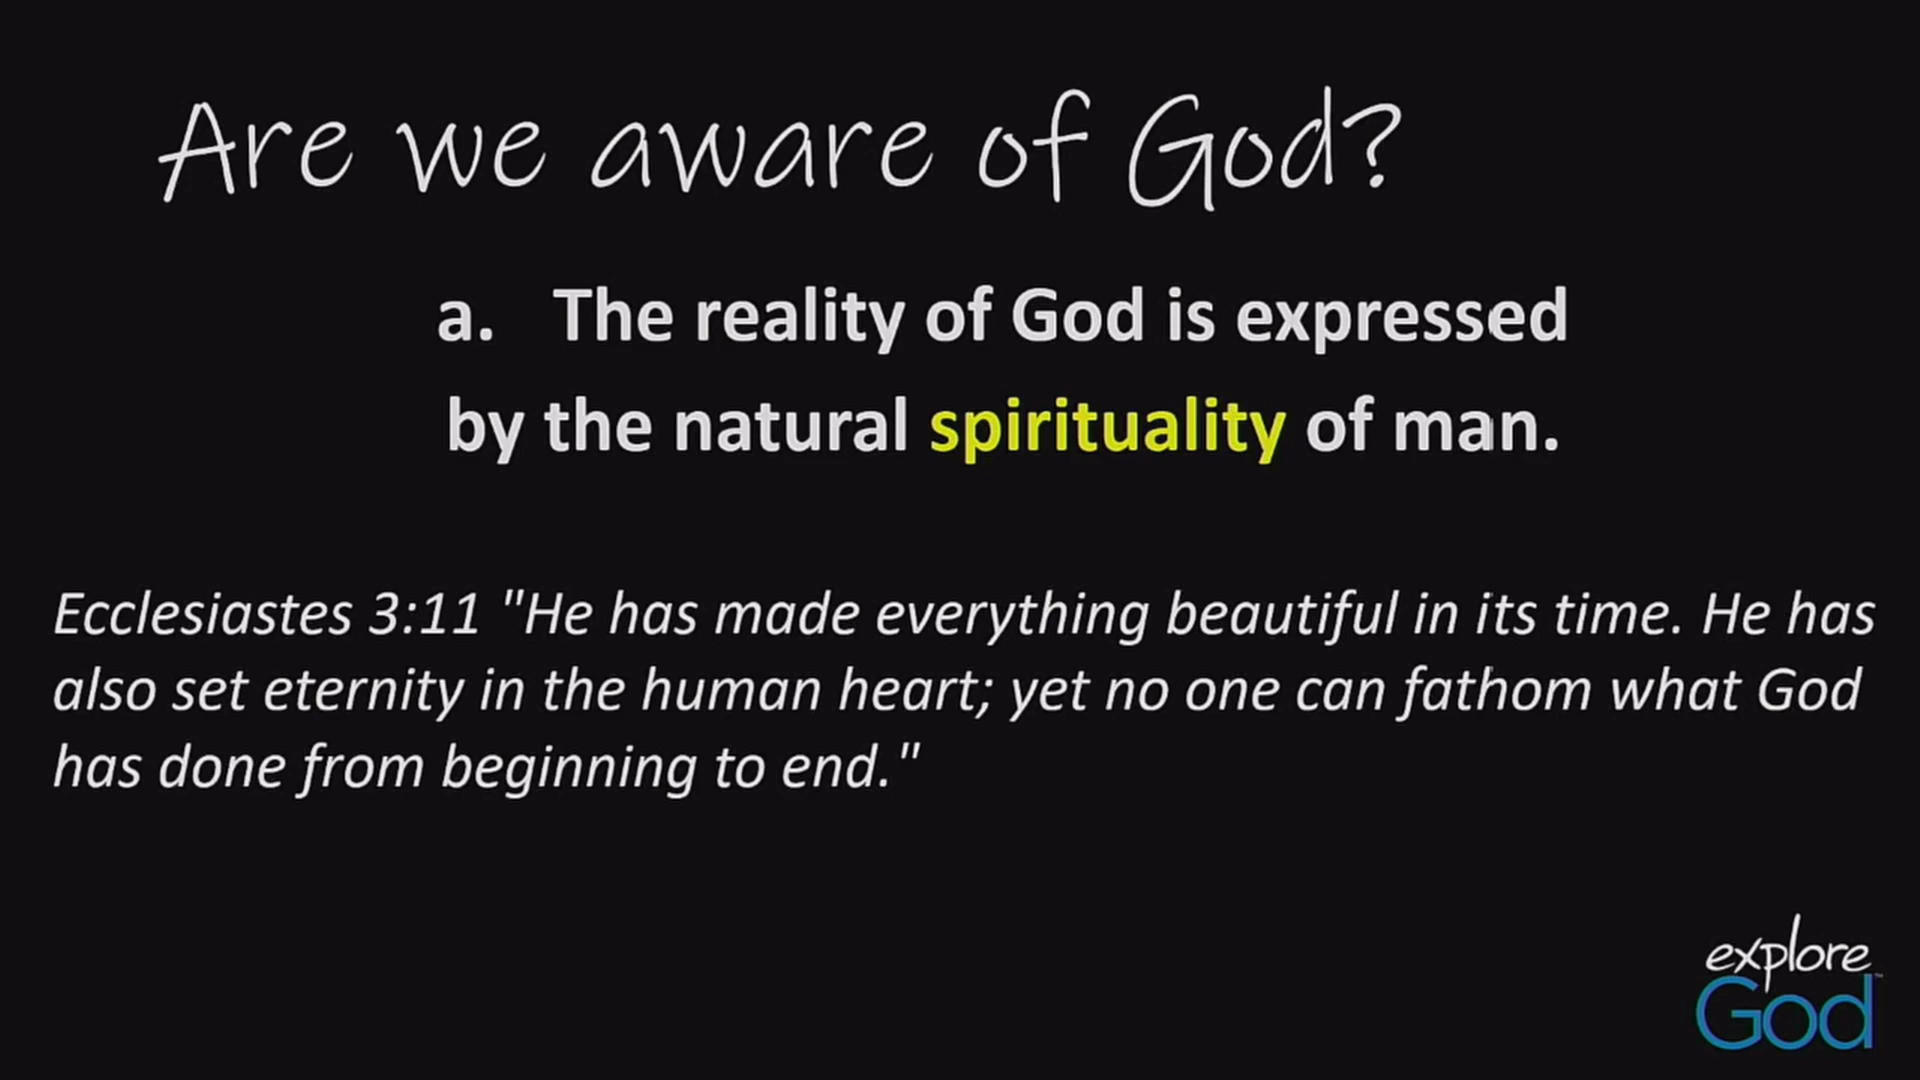 Are we aware of God?
a. The reality of God is expressed
by the natural spirituality of man.
Ecclesiastes 3:11 "He has made everything beautiful in its time. He has
also set eternity in the human heart; yet no one can fathom what God
has done from beginning to end."
explore
God™